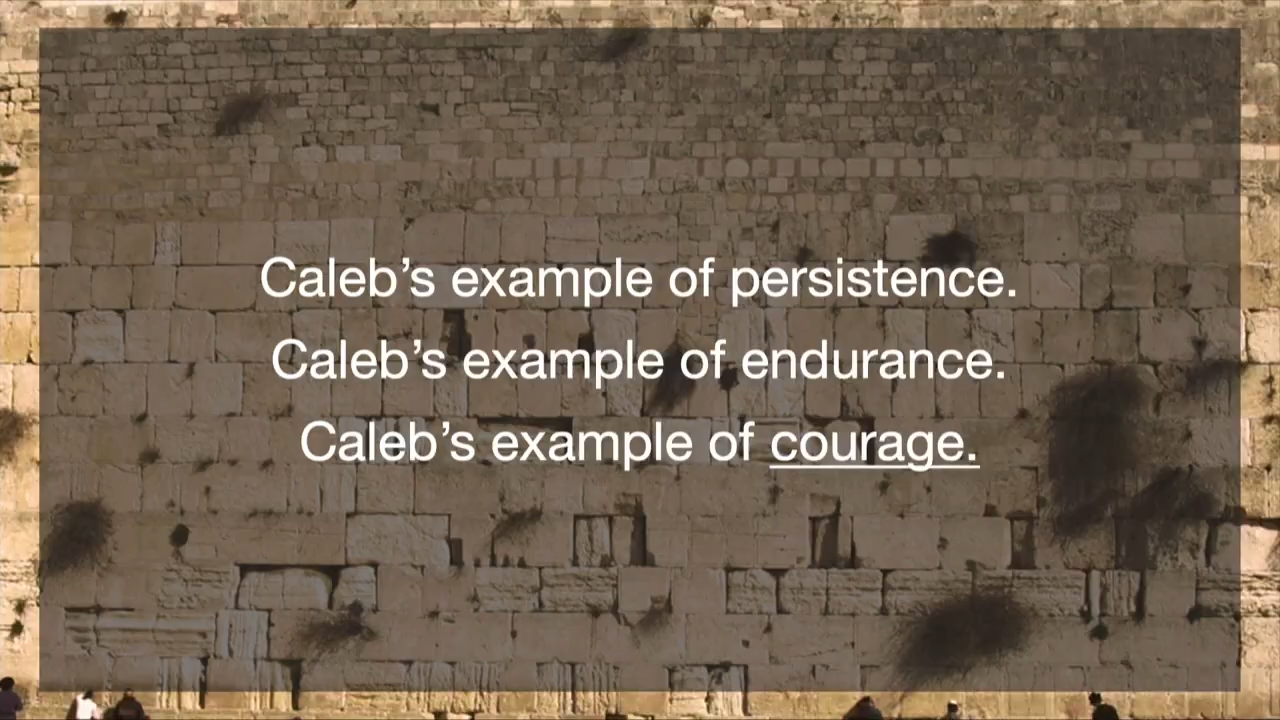 Caleb’s example of persistence.
Caleb’s example of endurance.
Caleb’s example of courage.